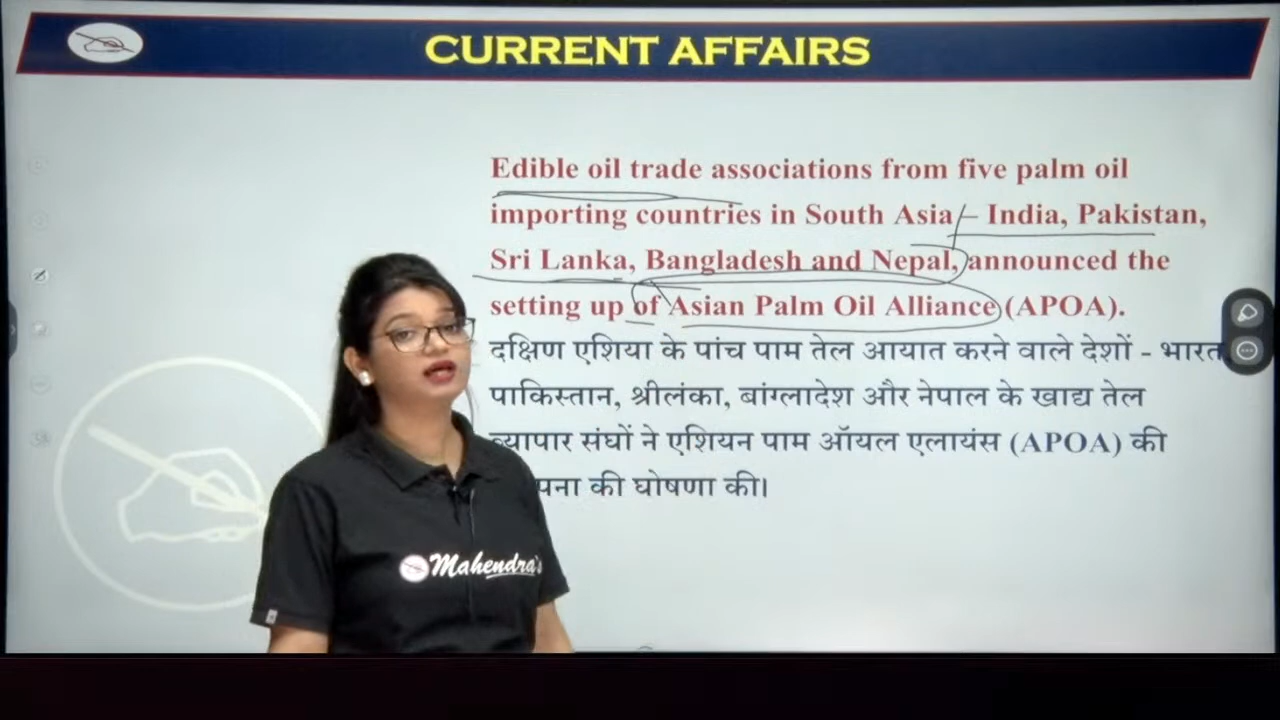 CURRENT AFFAIRS
Edible oil trade associations from five palm oil
importing countries in South Asia – India, Pakistan,
Sri Lanka, Bangladesh and Nepal, announced the
setting up of Asian Palm Oil Alliance (APOA).
दक्षिण एशिया के पांच पाम तेल आयात करने वाले देशों - भारत
पाकिस्तान, श्रीलंका, बांग्लादेश और नेपाल के खाद्य तेल
व्यापार संघों ने एशियन पाम ऑयल एलायंस (APOA) की
की घोषणा की।
Mahendra's